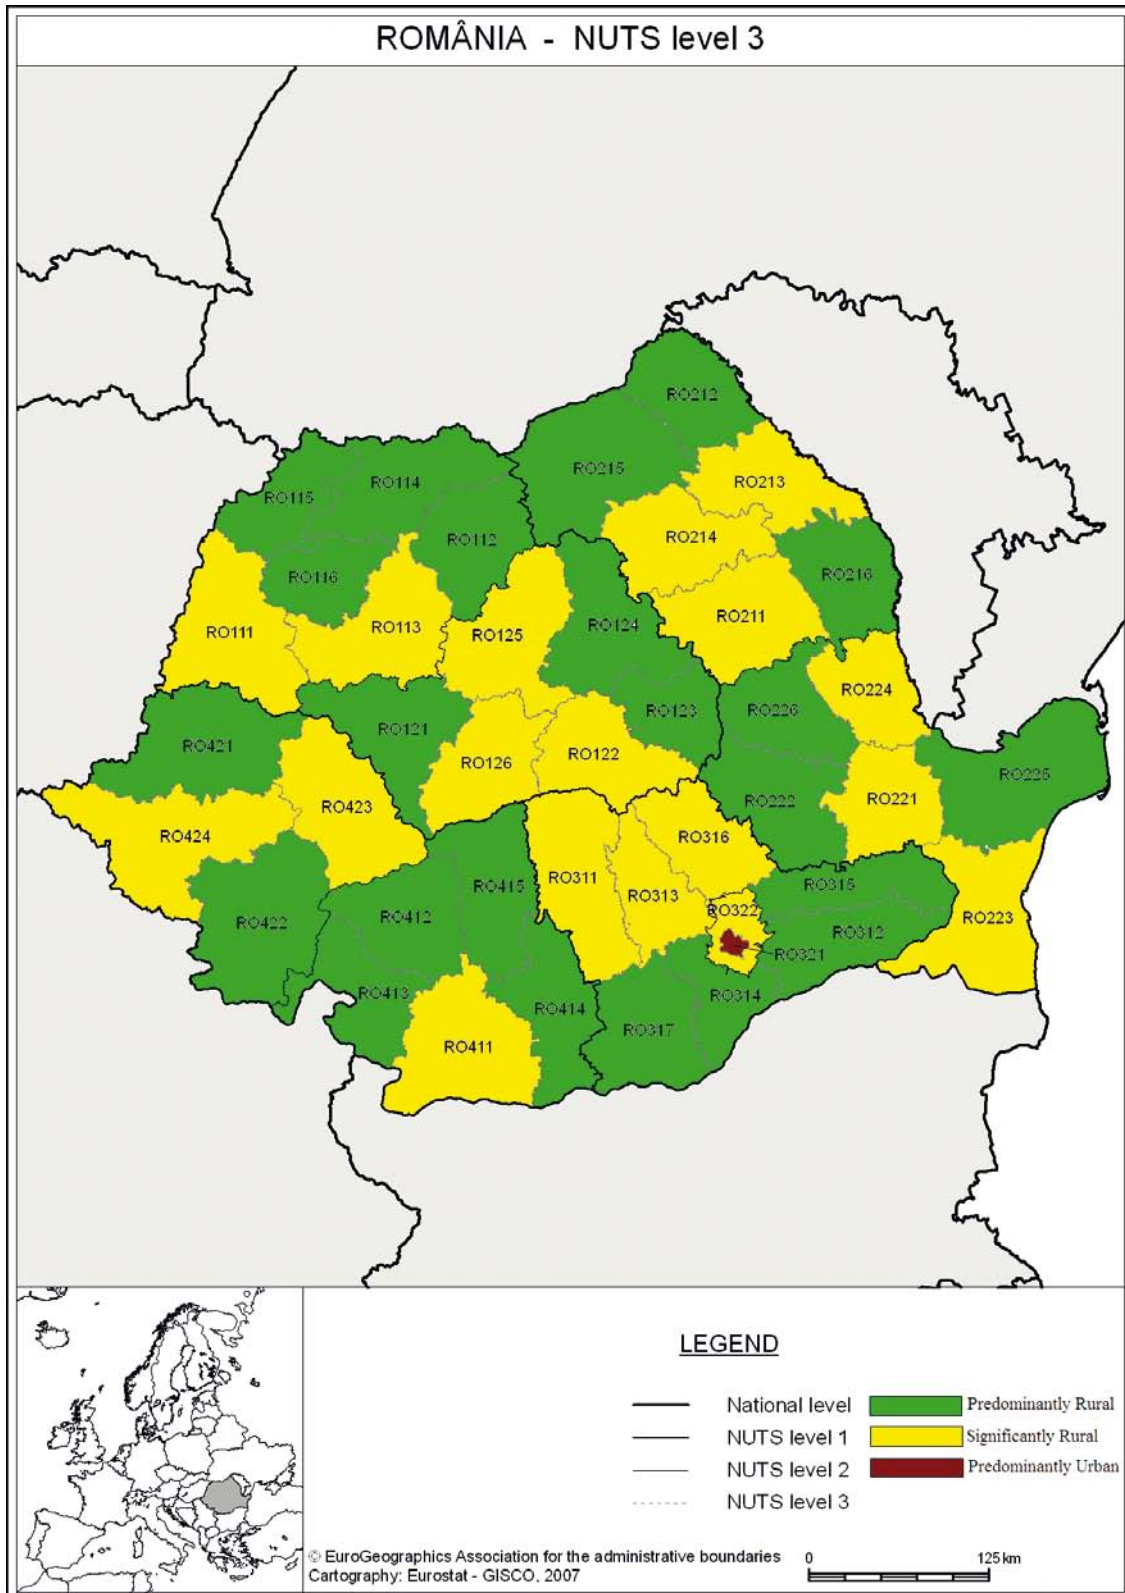 ROMÂNIA - NUTS level 3
RO212
RO215
RO213
RO115
RO114
RO214
RO112
RO216
RO116
RO211
RO111
RO113
RO125
RO124
RO224
RO123
RO226
RO121
RO421
RO122
RO126
RO225
RO423
RO222
RO221
RO424
RO316
RO311
RO415
RO315
RO313
RO322
RO412
RO223
RO422
RO312
RO321
RO413
RO314
RO414
RO317
RO411
LEGEND
National level
Predominantly Rural
NUTS level 1
Significantly Rural
NUTS level 2
Predominantly Urban
NUTS level 3
© EuroGeographics Association for the administrative boundaries
Cartography: Eurostat - GISCO, 2007
0 125 km